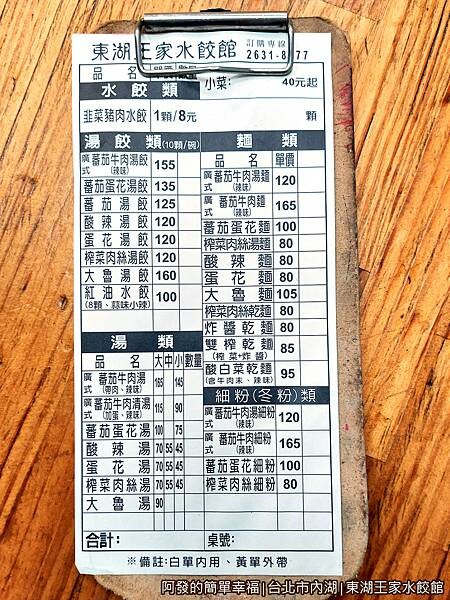 東湖王家水餃館 訂購專線
2631-8 77
品名
小菜: 40元起
水餃類
韭菜豬肉水餃 1顆/8元 顆
湯餃類(10顆/碗)
廣式 蕃茄牛肉湯餃(辣味) 155
蕃茄蛋花湯餃 135
蕃茄湯餃 125
酸辣湯餃 120
蛋花湯餃 120
榨菜肉絲湯餃 120
大魯湯餃 160
紅油水餃 100
(8顆、蒜味小辣)
湯類
品名 大 中 小 數量
廣式 蕃茄牛肉湯 165 145
(帶肉、辣味)
廣式 蕃茄牛肉清湯 115 90
(加蛋、辣味)
蕃茄蛋花湯 100 75
酸辣湯 70 55 45
蛋花湯 70 55 45
榨菜肉絲湯 70 55 45
大魯湯 90
麵類
品名 單價
廣式 蕃茄牛肉湯麵 120
(辣味)
廣式 蕃茄牛肉麵 165
(辣味)
蕃茄蛋花麵 100
榨菜肉絲湯麵 80
酸辣麵 80
蛋花麵 80
大魯麵 105
榨菜肉絲乾麵 80
炸醬乾麵 80
雙榨乾麵 85
(榨菜+炸醬)
酸白菜乾麵 95
(含牛肉末、辣味)
細粉(冬粉)類
廣式 蕃茄牛肉湯細粉 120
(辣味)
廣式 蕃茄牛肉細粉 165
(辣味)
蕃茄蛋花細粉 100
榨菜肉絲細粉 80
合計: 桌號:
※備註:白單內用、黃單外帶
阿發的簡單幸福|台北市內湖|東湖王家水餃館